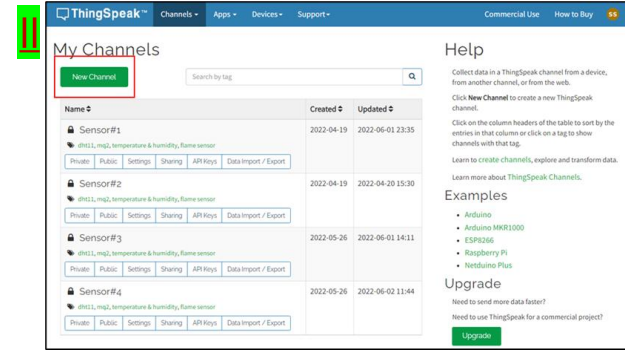 II
ThingSpeak™ Channels Apps Devices Support Commercial Use How to Buy SS
My Channels
New Channel Search by tag
Name Created Updated
Sensor#1 2022-04-19 2022-06-01 23:35
dht11, mq2, temperature & humidity, flame sensor
Private Public Settings Sharing API Keys Data Import / Export
Sensor#2 2022-04-19 2022-04-20 15:30
dht11, mq2, temperature & humidity, flame sensor
Private Public Settings Sharing API Keys Data Import / Export
Sensor#3 2022-05-26 2022-06-01 14:11
dht11, mq2, temperature & humidity, flame sensor
Private Public Settings Sharing API Keys Data Import / Export
Sensor#4 2022-05-26 2022-06-02 11:44
dht11, mq2, temperature & humidity, flame sensor
Private Public Settings Sharing API Keys Data Import / Export
Help
Collect data in a ThingSpeak channel from a device,
from another channel, or from the web.
Click New Channel to create a new ThingSpeak
channel.
Click on the column headers of the table to sort by the
entries in that column or click on a tag to show
channels with that tag.
Learn to create channels, explore and transform data.
Learn more about ThingSpeak Channels.
Examples
Arduino
Arduino MKR1000
ESP8266
Raspberry Pi
Netduino Plus
Upgrade
Need to send more data faster?
Need to use ThingSpeak for a commercial project?
Upgrade